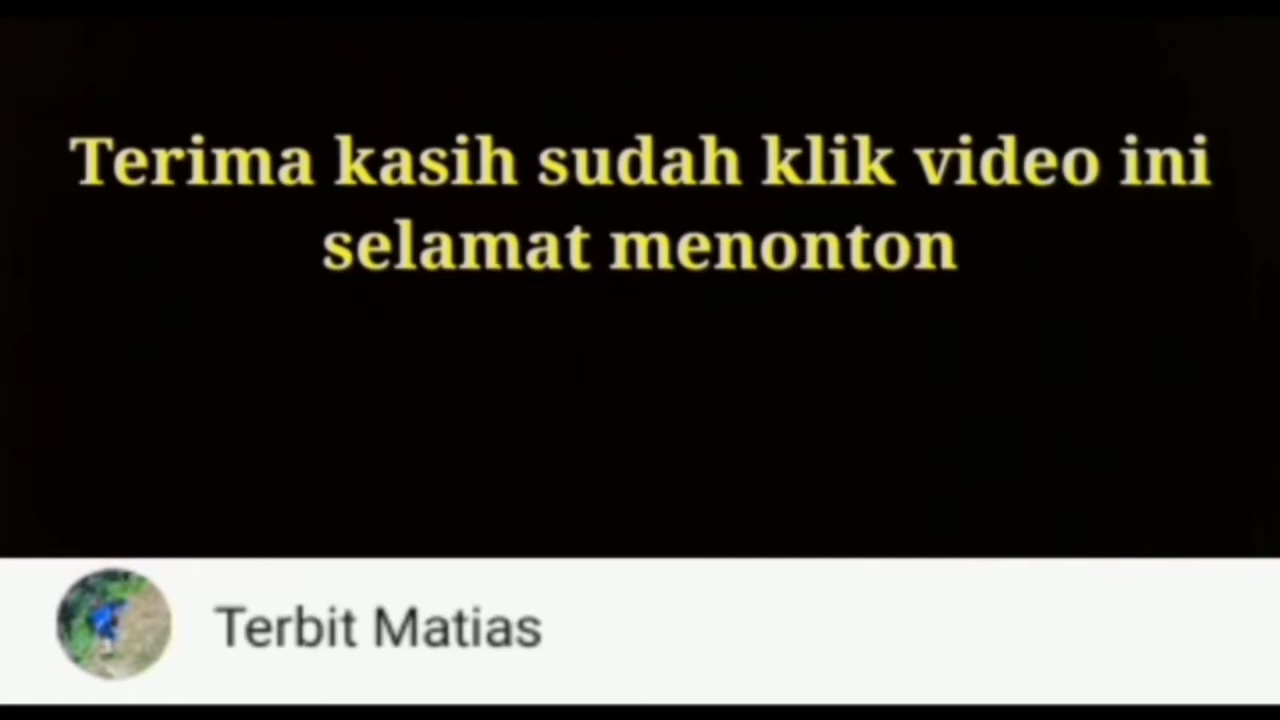 Terima kasih sudah klik video ini
selamat menonton
Terbit Matias